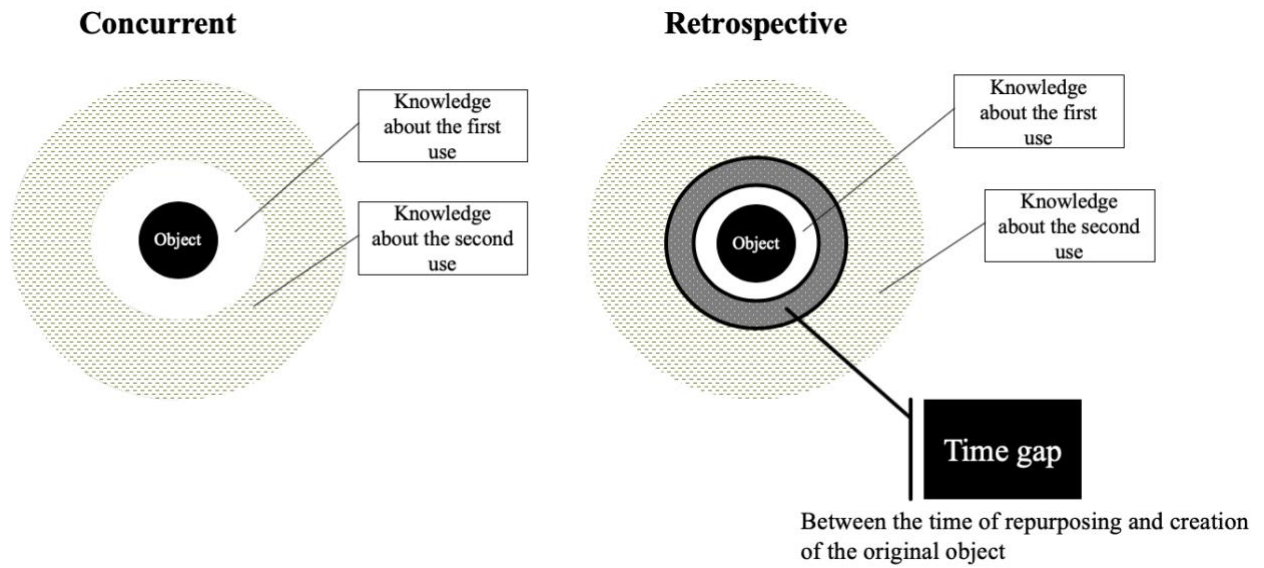 Concurrent
Knowledge
about the first
use
Object
Knowledge
about the second
use
Retrospective
Knowledge
about the first
use
Knowledge
about the second
use
Object
Time gap
Between the time of repurposing and creation
of the original object